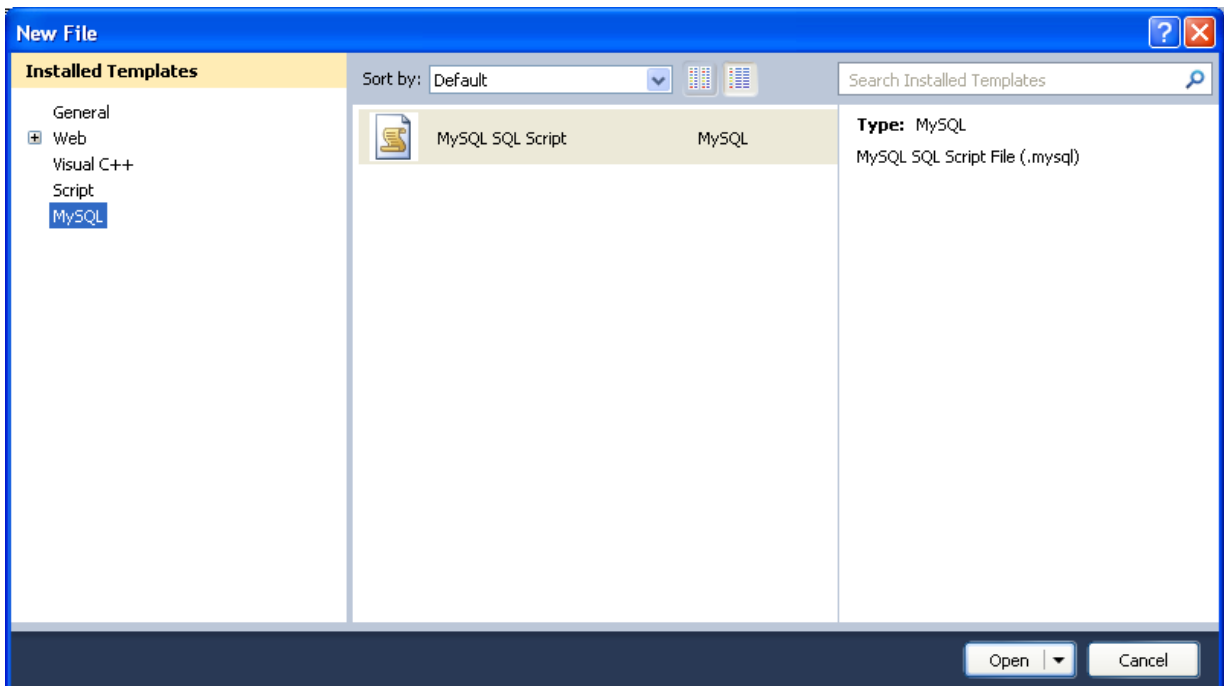 New File
Installed Templates
General
Web
Visual C++
Script
MySQL
Sort by: Default
MySQL SQL Script MySQL
Search Installed Templates
Type: MySQL
MySQL SQL Script File (.mysql)
Open
Cancel